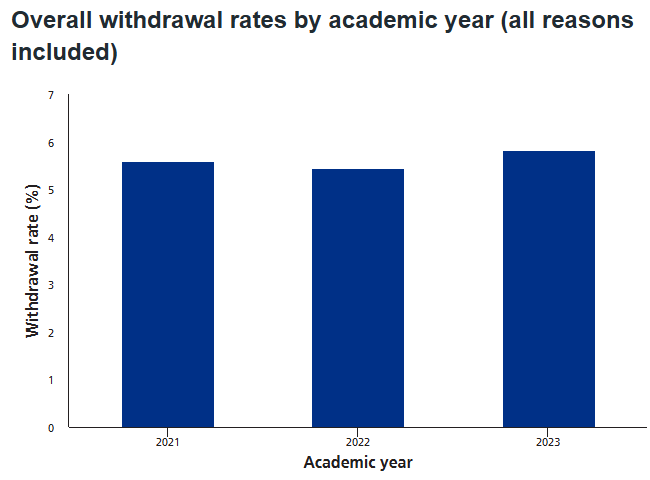 Overall withdrawal rates by academic year (all reasons
included)
7
6
5
4
3
2
1
0
Withdrawal rate (%)
2021 2022 2023
Academic year